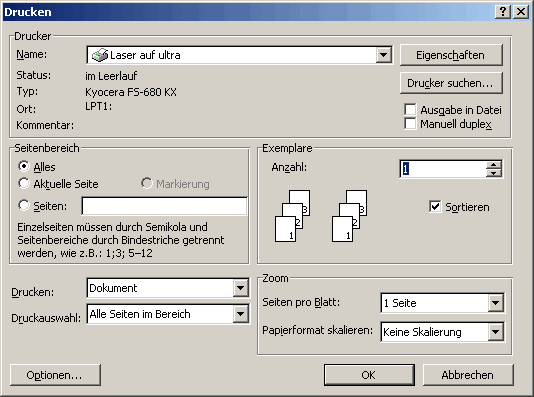 Drucken
Drucker
Name: Laser auf ultra Eigenschaften
Status: im Leerlauf
Typ: Kyocera FS-680 KX Drucker suchen...
Ort: LPT1:
Kommentar:
Ausgabe in Datei
Manuell duplex
Seitenbereich
Alles
Aktuelle Seite Markierung
Seiten:
Einzelseiten müssen durch Semikola und
Seitenbereiche durch Bindestriche getrennt
werden, wie z.B.: 1;3; 5–12
Exemplare
Anzahl: 1
3 3
2 2
1 1
Sortieren
Drucken: Dokument
Druckauswahl: Alle Seiten im Bereich
Zoom
Seiten pro Blatt: 1 Seite
Papierformat skalieren: Keine Skalierung
Optionen... OK Abbrechen